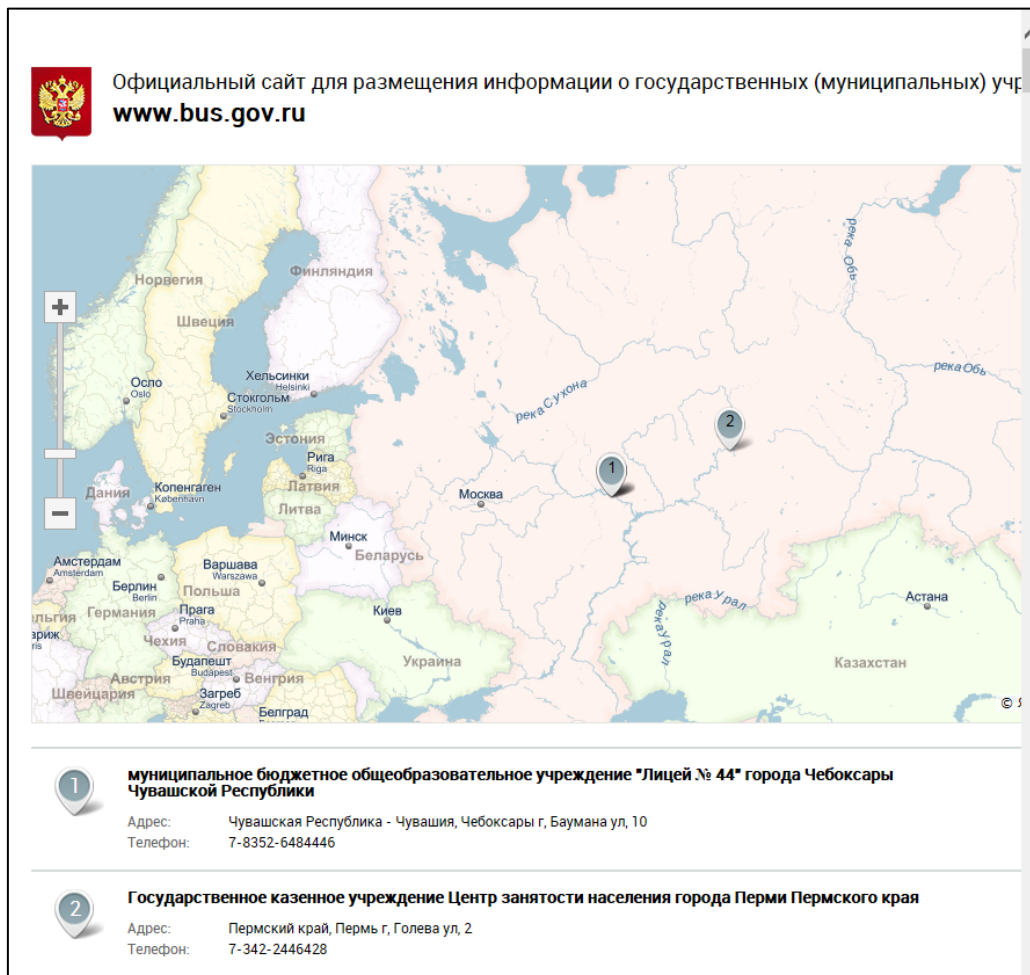 Официальный сайт для размещения информации о государственных (муниципальных) учр
www.bus.gov.ru
река Обь
Финляндия
Норвегия
+
Швеция
река Обь
Хельсинки
Helsinki
Осло
Oslo
река Сухона
Стокгольм
Stockholm
2
Эстония
Рига
Riga
1
Латвия
Москва
Копенгаген
København
Дания
Литва
−
Минск
Беларусь
Амстердам
Amsterdam
Варшава
Warszawa
Берлин
Berlin
Польша
река Урал
Астана
Германия
Прага
Praha
Киев
река Урал
ельгия
ариж
ris
Чехия
Словакия
Украина
Казахстан
Будапешт
Budapest
Австрия
Венгрия
Швейцария
Загреб
Zagreb
Белград
©
1
муниципальное бюджетное общеобразовательное учреждение "Лицей № 44" города Чебоксары
Чувашской Республики
Адрес: Чувашская Республика - Чувашия, Чебоксары г, Баумана ул, 10
Телефон: 7-8352-6484446
2
Государственное казенное учреждение Центр занятости населения города Перми Пермского края
Адрес: Пермский край, Пермь г, Голева ул, 2
Телефон: 7-342-2446428